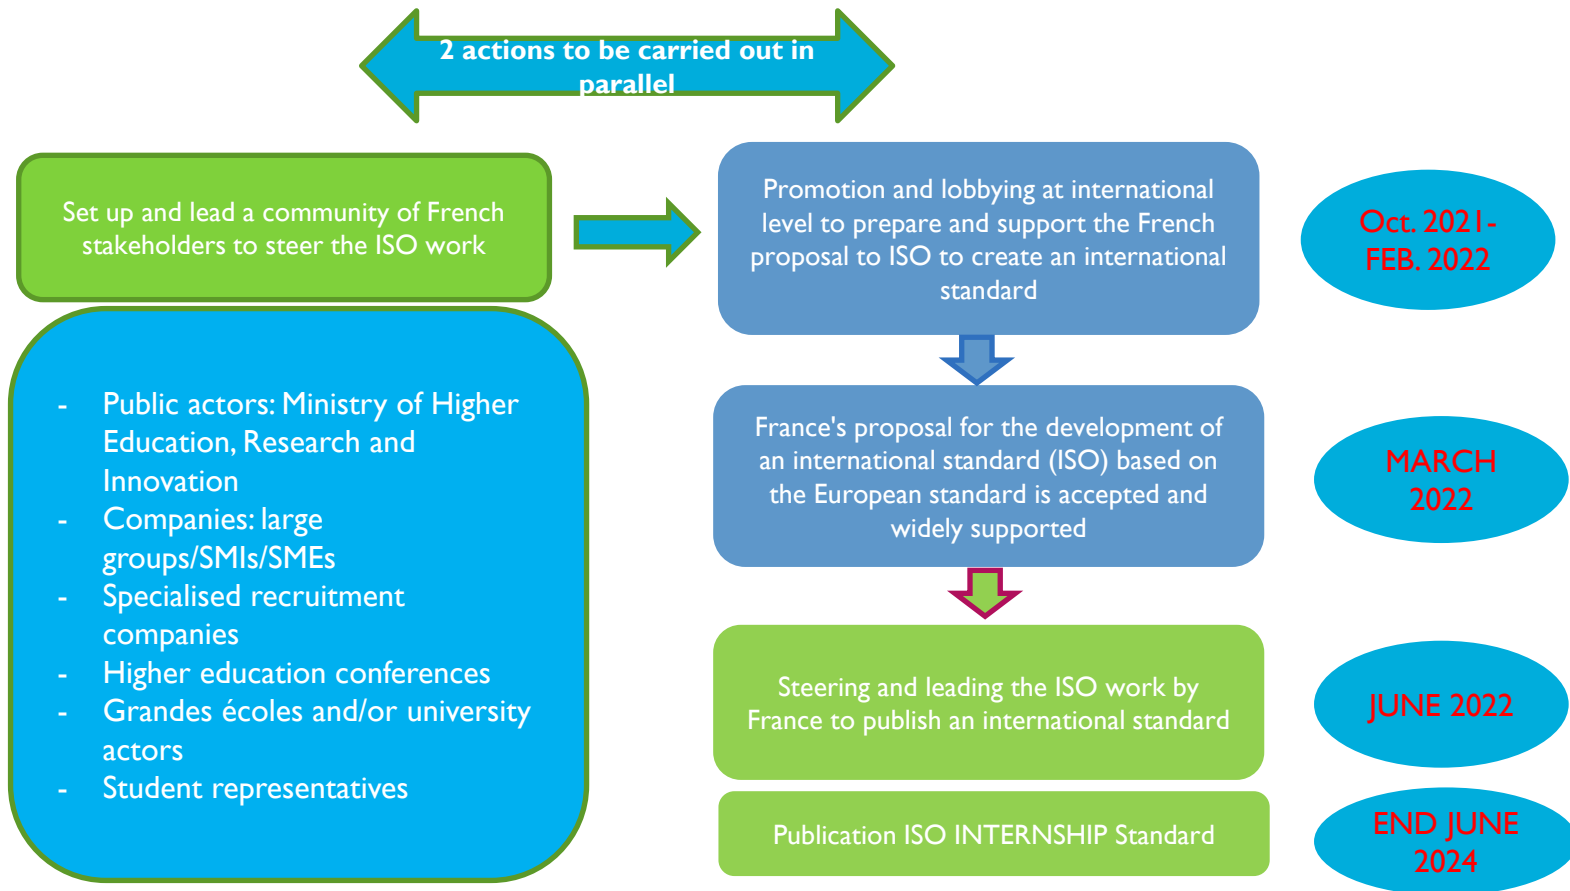 2 actions to be carried out in
parallel
Set up and lead a community of French
stakeholders to steer the ISO work
- Public actors: Ministry of Higher
Education, Research and
Innovation
- Companies: large
groups/SMIs/SMEs
- Specialised recruitment
companies
- Higher education conferences
- Grandes écoles and/or university
actors
- Student representatives
Promotion and lobbying at international
level to prepare and support the French
proposal to ISO to create an international
standard
Oct. 2021-
FEB. 2022
France's proposal for the development of
an international standard (ISO) based on
the European standard is accepted and
widely supported
MARCH
2022
Steering and leading the ISO work by
France to publish an international standard
JUNE 2022
Publication ISO INTERNSHIP Standard
END JUNE
2024